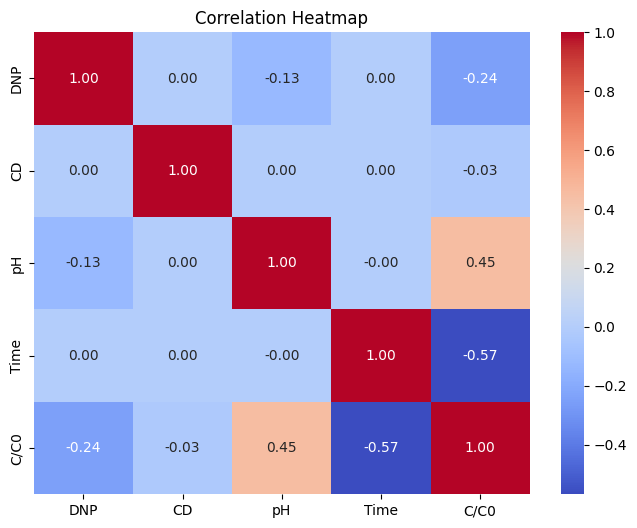 Correlation Heatmap
DNP 1.00 0.00 -0.13 0.00 -0.24
CD 0.00 1.00 0.00 0.00 -0.03
pH -0.13 0.00 1.00 -0.00 0.45
Time 0.00 0.00 -0.00 1.00 -0.57
C/C0 -0.24 -0.03 0.45 -0.57 1.00
DNP CD pH Time C/C0
1.0
0.8
0.6
0.4
0.2
0.0
−0.2
−0.4